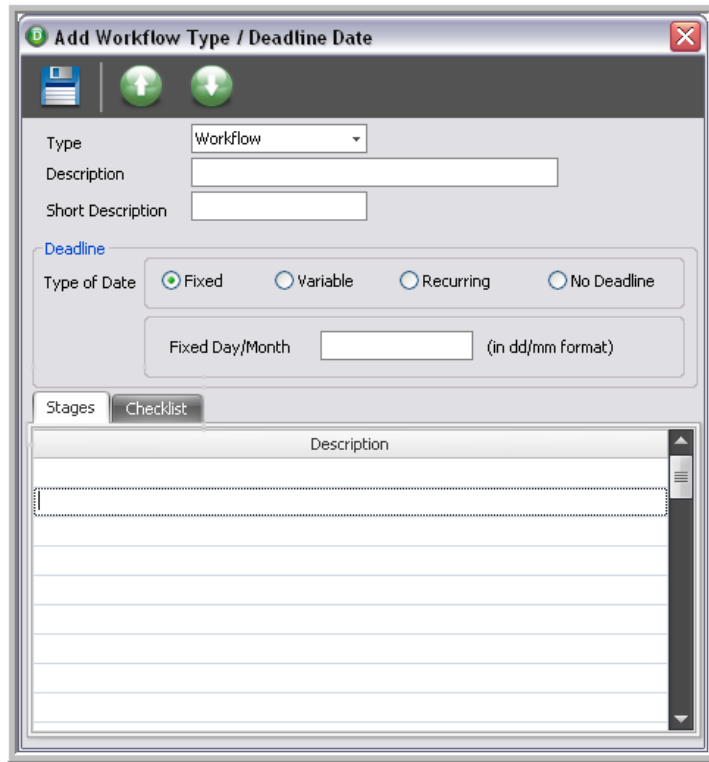 D Add Workflow Type / Deadline Date
Type Workflow
Description
Short Description
Deadline
Type of Date Fixed Variable Recurring No Deadline
Fixed Day/Month (in dd/mm format)
Stages Checklist
Description